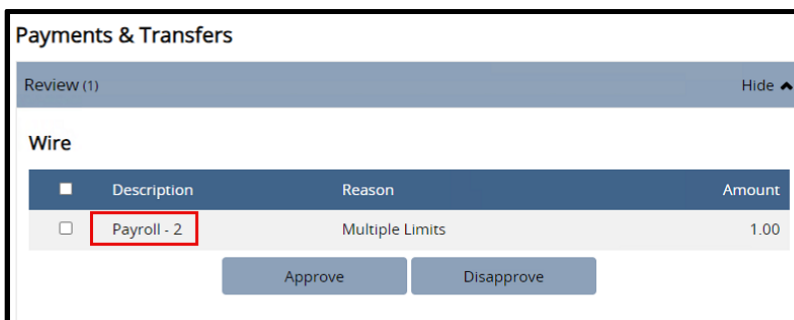 Payments & Transfers
Review (1) Hide
Wire
Description Reason Amount
Payroll - 2 Multiple Limits 1.00
Approve Disapprove